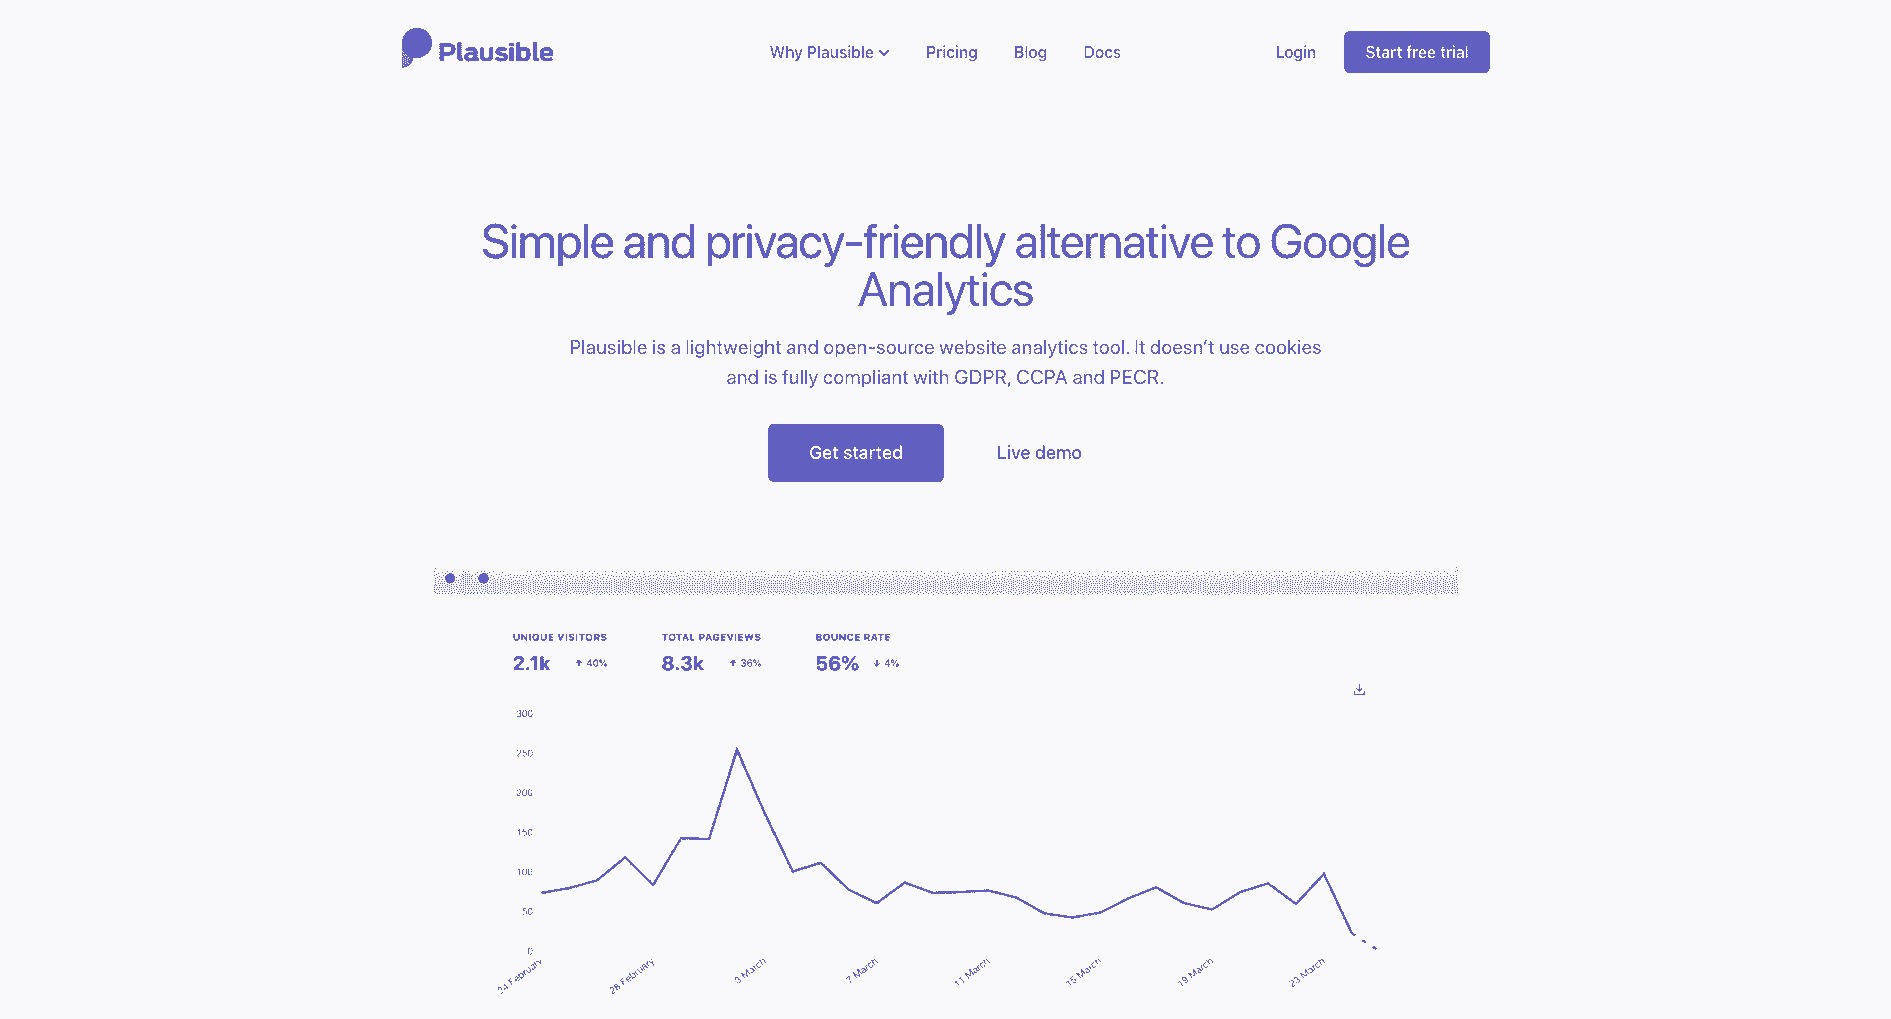 Plausible
Why Plausible Pricing Blog Docs
Login
Start free trial
Simple and privacy-friendly alternative to Google
Analytics
Plausible is a lightweight and open-source website analytics tool. It doesn't use cookies
and is fully compliant with GDPR, CCPA and PECR.
Get started
Live demo
UNIQUE VISITORS
2.1k ↑ 40%
TOTAL PAGEVIEWS
8.3k ↑ 36%
BOUNCE RATE
56% ↓ 4%
300
250
200
150
100
50
0
24 February
28 February
3 March
7 March
11 March
15 March
19 March
23 March